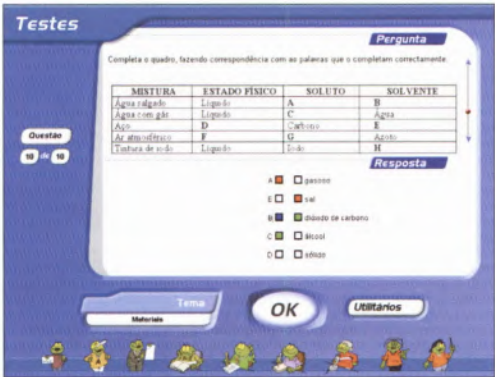 Testes
Pergunta
Completa o quadro, fazendo correspondência com as palavras que o completam correctamente.
MISTURA ESTADO FÍSICO SOLUTO SOLVENTE
Água salgado Líquido A B
Água com gás Líquido C Água
Aço D Carbono E
Ar atmosférico F G Azoto
Tintura de iodo Líquido Iodo H
Questão
10 de 10
Resposta
A gasoso
E sal
B dióxido de carbono
C álcool
D sólido
Tema
Materiais
OK
Utilitários